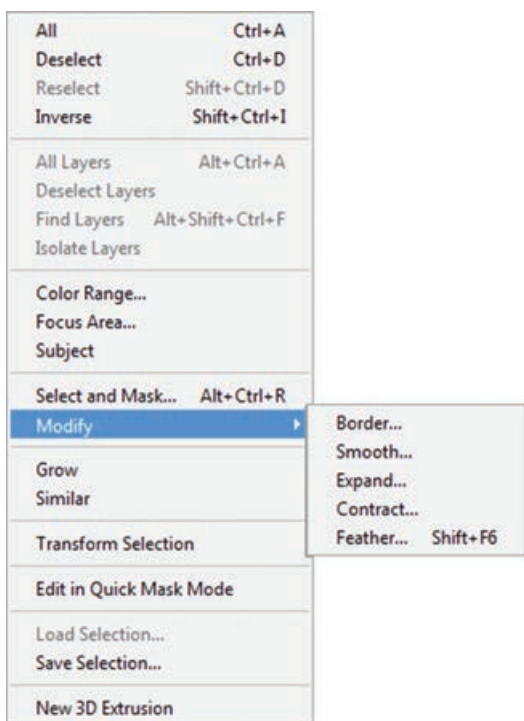 All Ctrl+A
Deselect Ctrl+D
Reselect Shift+Ctrl+D
Inverse Shift+Ctrl+I
All Layers Alt+Ctrl+A
Deselect Layers
Find Layers Alt+Shift+Ctrl+F
Isolate Layers
Color Range...
Focus Area...
Subject
Select and Mask... Alt+Ctrl+R
Modify
Border...
Smooth...
Expand...
Contract...
Feather... Shift+F6
Grow
Similar
Transform Selection
Edit in Quick Mask Mode
Load Selection...
Save Selection...
New 3D Extrusion